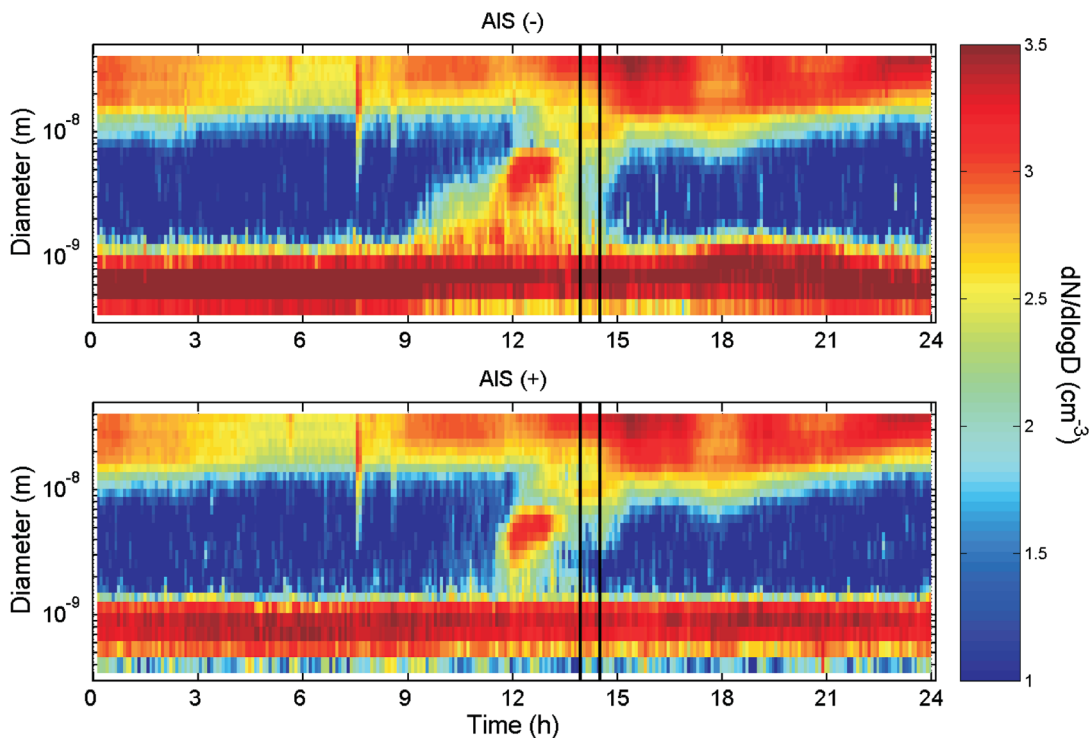 AIS (-)
Diameter (m)
10⁻⁸
10⁻⁹
0 3 6 9 12 15 18 21 24
AIS (+)
Diameter (m)
10⁻⁸
10⁻⁹
0 3 6 9 12 15 18 21 24
Time (h)
3.5
3
2.5
2
1.5
1
dN/dlogD (cm⁻³)